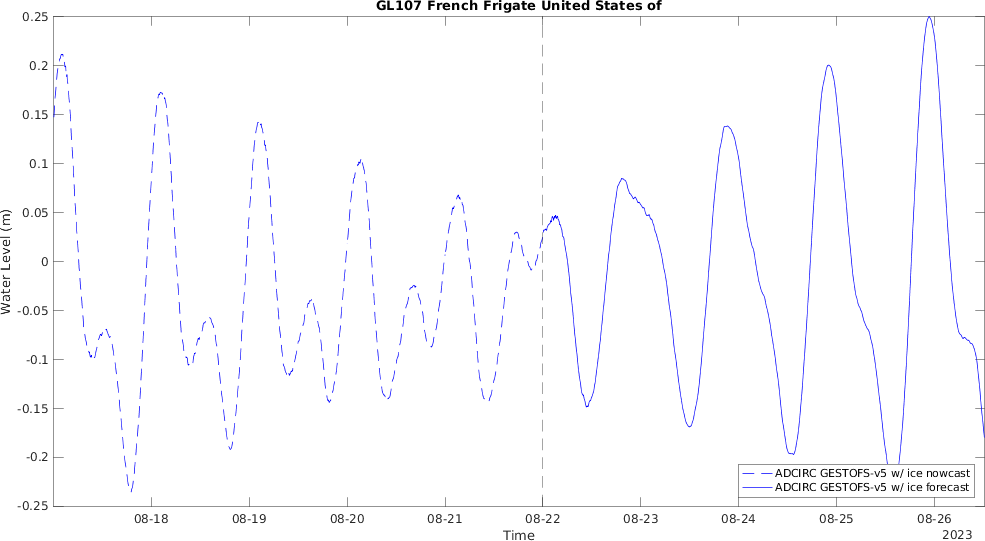 GL107 French Frigate United States of
Water Level (m)
0.25
0.2
0.15
0.1
0.05
0
-0.05
-0.1
-0.15
-0.2
-0.25
ADCIRC GESTOFS-v5 w/ ice nowcast
ADCIRC GESTOFS-v5 w/ ice forecast
08-18 08-19 08-20 08-21 08-22 08-23 08-24 08-25 08-26
Time
2023